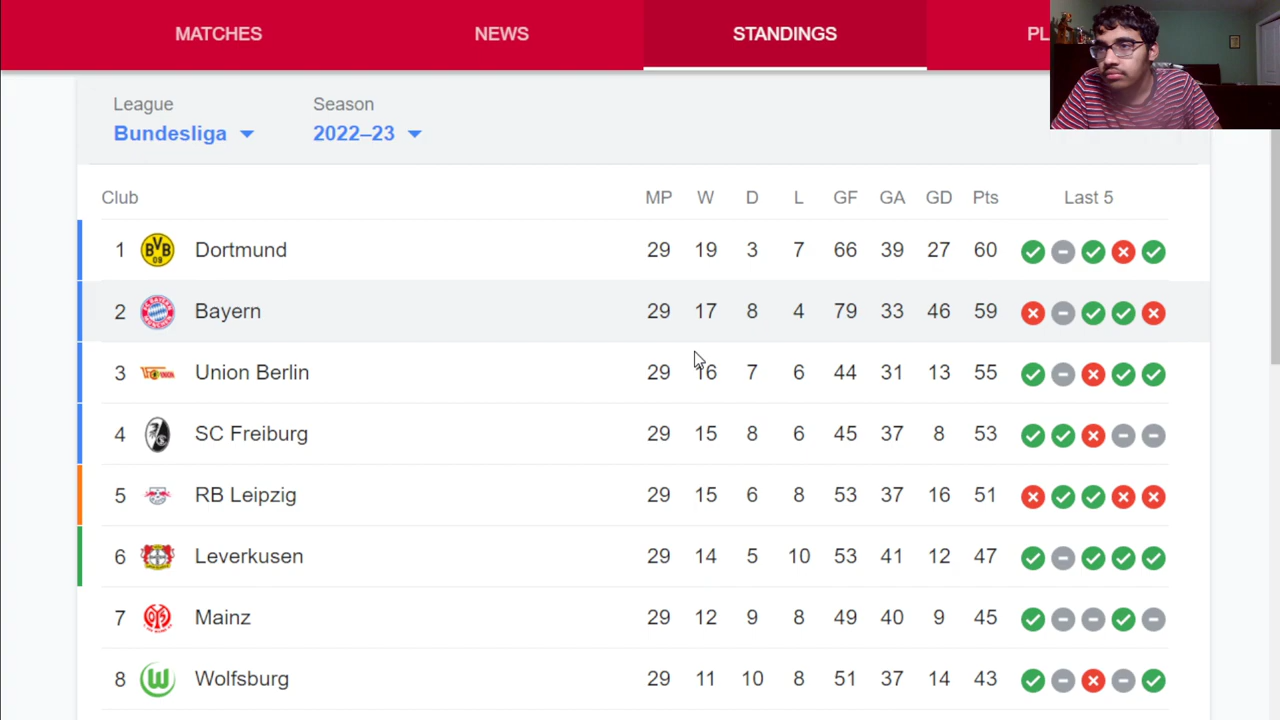 MATCHES NEWS STANDINGS PL
League Season
Bundesliga 2022–23
Club MP W D L GF GA GD Pts Last 5
1 BVB 09 Dortmund 29 19 3 7 66 39 27 60
2 Bayern 29 17 8 4 79 33 46 59
3 Union Berlin 29 16 7 6 44 31 13 55
4 SC Freiburg 29 15 8 6 45 37 8 53
5 RB Leipzig 29 15 6 8 53 37 16 51
6 Leverkusen 29 14 5 10 53 41 12 47
7 Mainz 29 12 9 8 49 40 9 45
8 Wolfsburg 29 11 10 8 51 37 14 43